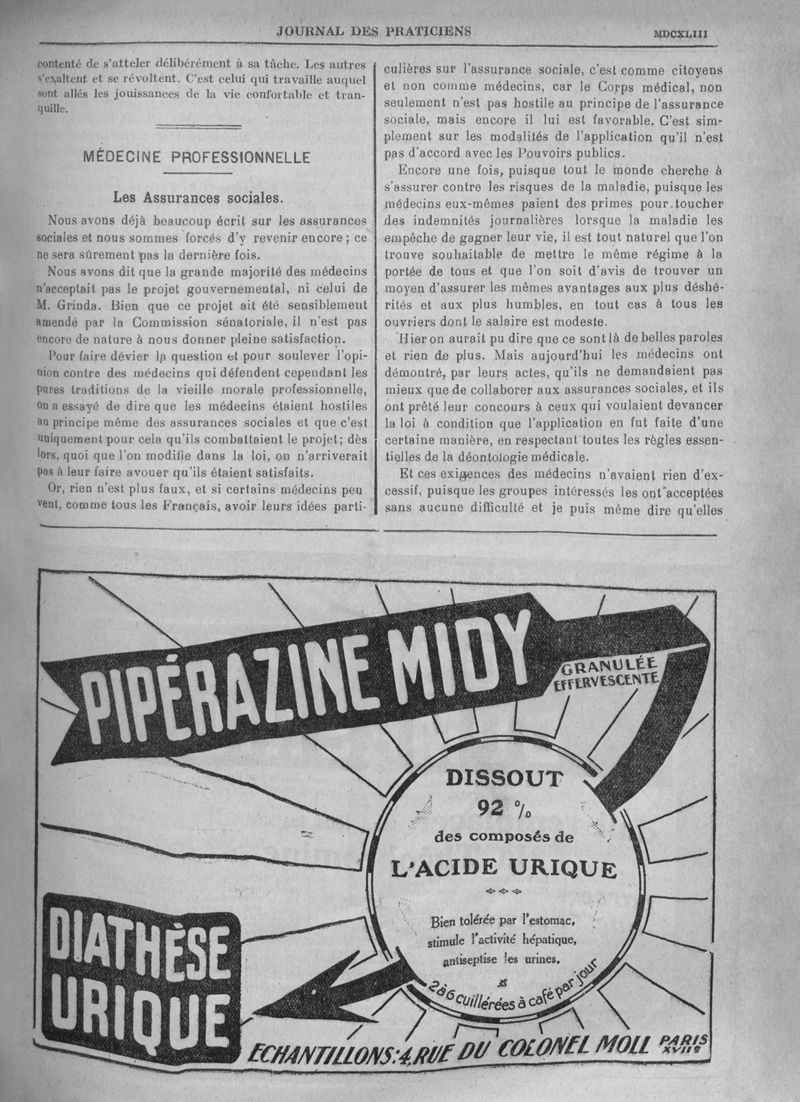 JOURNAL DES PRATICIENS
MDCXLIII
contenté de s'atteler délibérément à sa tâche. Les autres
s'exaltent et se révoltent. C'est celui qui travaille auquel
sont allés les jouissances de la vie confortable et tran-
quille.
MÉDECINE PROFESSIONNELLE
Les Assurances sociales.
Nous avons déjà beaucoup écrit sur les assurances
sociales et nous sommes forcés d'y revenir encore ; ce
ne sera sûrement pas la dernière fois.
Nous avons dit que la grande majorité des médecins
n'acceptait pas le projet gouvernemental, ni celui de
M. Grinda. Bien que ce projet ait été sensiblement
amendé par la Commission sénatoriale, il n'est pas
encore de nature à nous donner pleine satisfaction.
Pour faire dévier la question et pour soulever l'opi-
nion contre des médecins qui défendent cependant les
pures traditions de la vieille morale professionnelle,
on a essayé de dire que les médecins étaient hostiles
au principe même des assurances sociales et que c'est
uniquement pour cela qu'ils combattaient le projet ; dès
lors, quoi que l'on modifie dans la loi, on n'arriverait
pas à leur faire avouer qu'ils étaient satisfaits.
Or, rien n'est plus faux, et si certains médecins peu
vent, comme tous les Français, avoir leurs idées parti-
culières sur l'assurance sociale, c'est comme citoyens
et non comme médecins, car le Corps médical, non
seulement n'est pas hostile au principe de l'assurance
sociale, mais encore il lui est favorable. C'est sim-
plement sur les modalités de l'application qu'il n'est
pas d'accord avec les Pouvoirs publics.
Encore une fois, puisque tout le monde cherche à
s'assurer contre les risques de la maladie, puisque les
médecins eux-mêmes paient des primes pour toucher
des indemnités journalières lorsque la maladie les
empêche de gagner leur vie, il est tout naturel que l'on
trouve souhaitable de mettre le même régime à la
portée de tous et que l'on soit d'avis de trouver un
moyen d'assurer les mêmes avantages aux plus déshé-
rités et aux plus humbles, en tout cas à tous les
ouvriers dont le salaire est modeste.
Hier on aurait pu dire que ce sont là de belles paroles
et rien de plus. Mais aujourd'hui les médecins ont
démontré, par leurs actes, qu'ils ne demandaient pas
mieux que de collaborer aux assurances sociales, et ils
ont prêté leur concours à ceux qui voulaient devancer
la loi à condition que l'application en fut faite d'une
certaine manière, en respectant toutes les règles essen-
tielles de la déontologie médicale.
Et ces exigences des médecins n'avaient rien d'ex-
cessif, puisque les groupes intéressés les ont acceptées
sans aucune difficulté et je puis même dire qu'elles
PIPÉRAZINE MIDY
GRANULÉE
EFFERVESCENTE
DISSOUT
92 %
des composés de
L'ACIDE URIQUE
Bien tolérée par l'estomac,
stimule l'activité hépatique,
antiseptise les urines.
2 à 6 cuillérées à café par jour
DIATHÈSE
URIQUE
ECHANTILLONS: 4, RUE DU COLONEL MOLL PARIS XVIIe